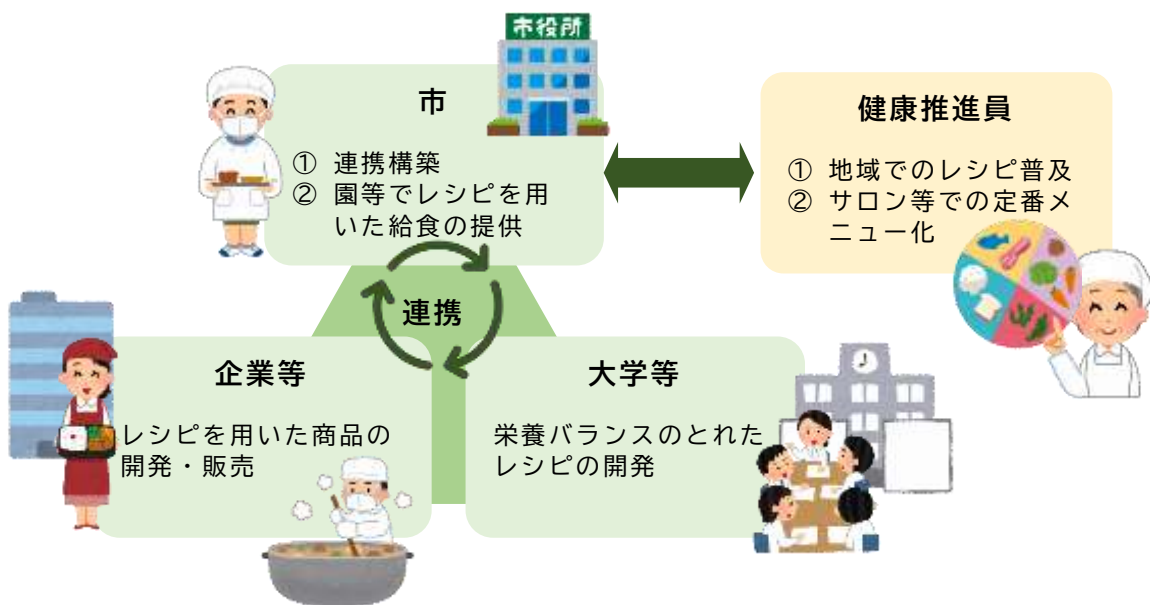 市役所
市
① 連携構築
② 園等でレシピを用
いた給食の提供
健康推進員
① 地域でのレシピ普及
② サロン等での定番メ
ニュー化
連携
企業等
レシピを用いた商品の
開発・販売
大学等
栄養バランスのとれた
レシピの開発